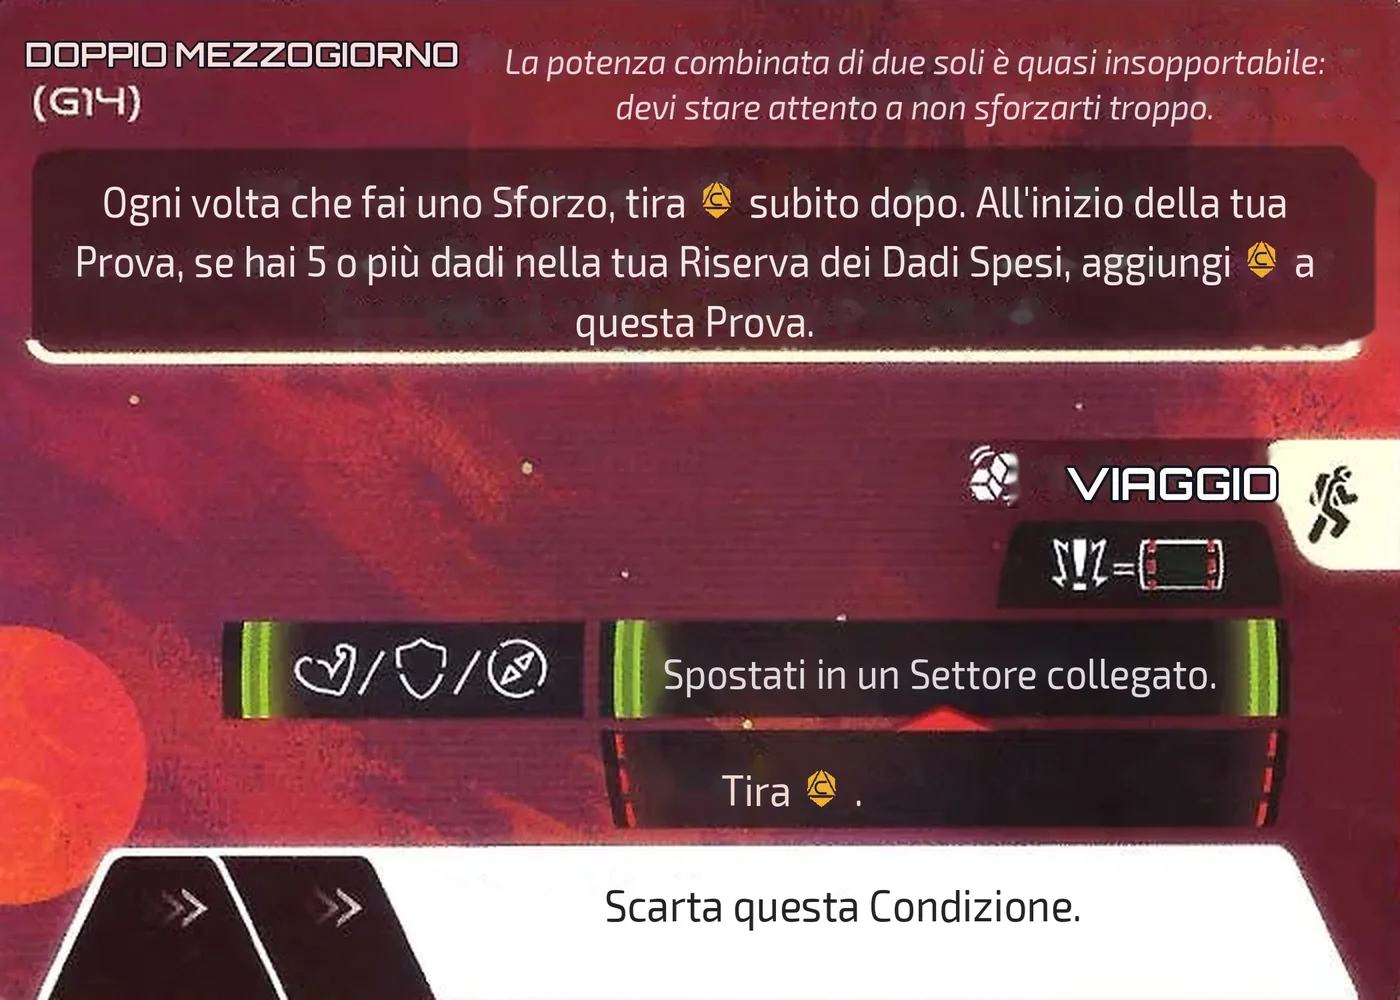 DOPPIO MEZZOGIORNO
(G14)
La potenza combinata di due soli è quasi insopportabile:
devi stare attento a non sforzarti troppo.
Ogni volta che fai uno Sforzo, tira C subito dopo. All'inizio della tua
Prova, se hai 5 o più dadi nella tua Riserva dei Dadi Spesi, aggiungi C a
questa Prova.
VIAGGIO
! =
/ /
Spostati in un Settore collegato.
Tira C .
Scarta questa Condizione.